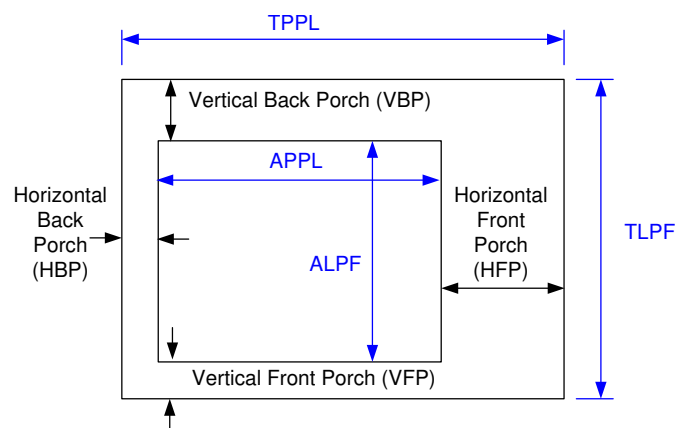 TPPL
Vertical Back Porch (VBP)
APPL
Horizontal
Back
Porch
(HBP)
Horizontal
Front
Porch
(HFP)
TLPF
ALPF
Vertical Front Porch (VFP)